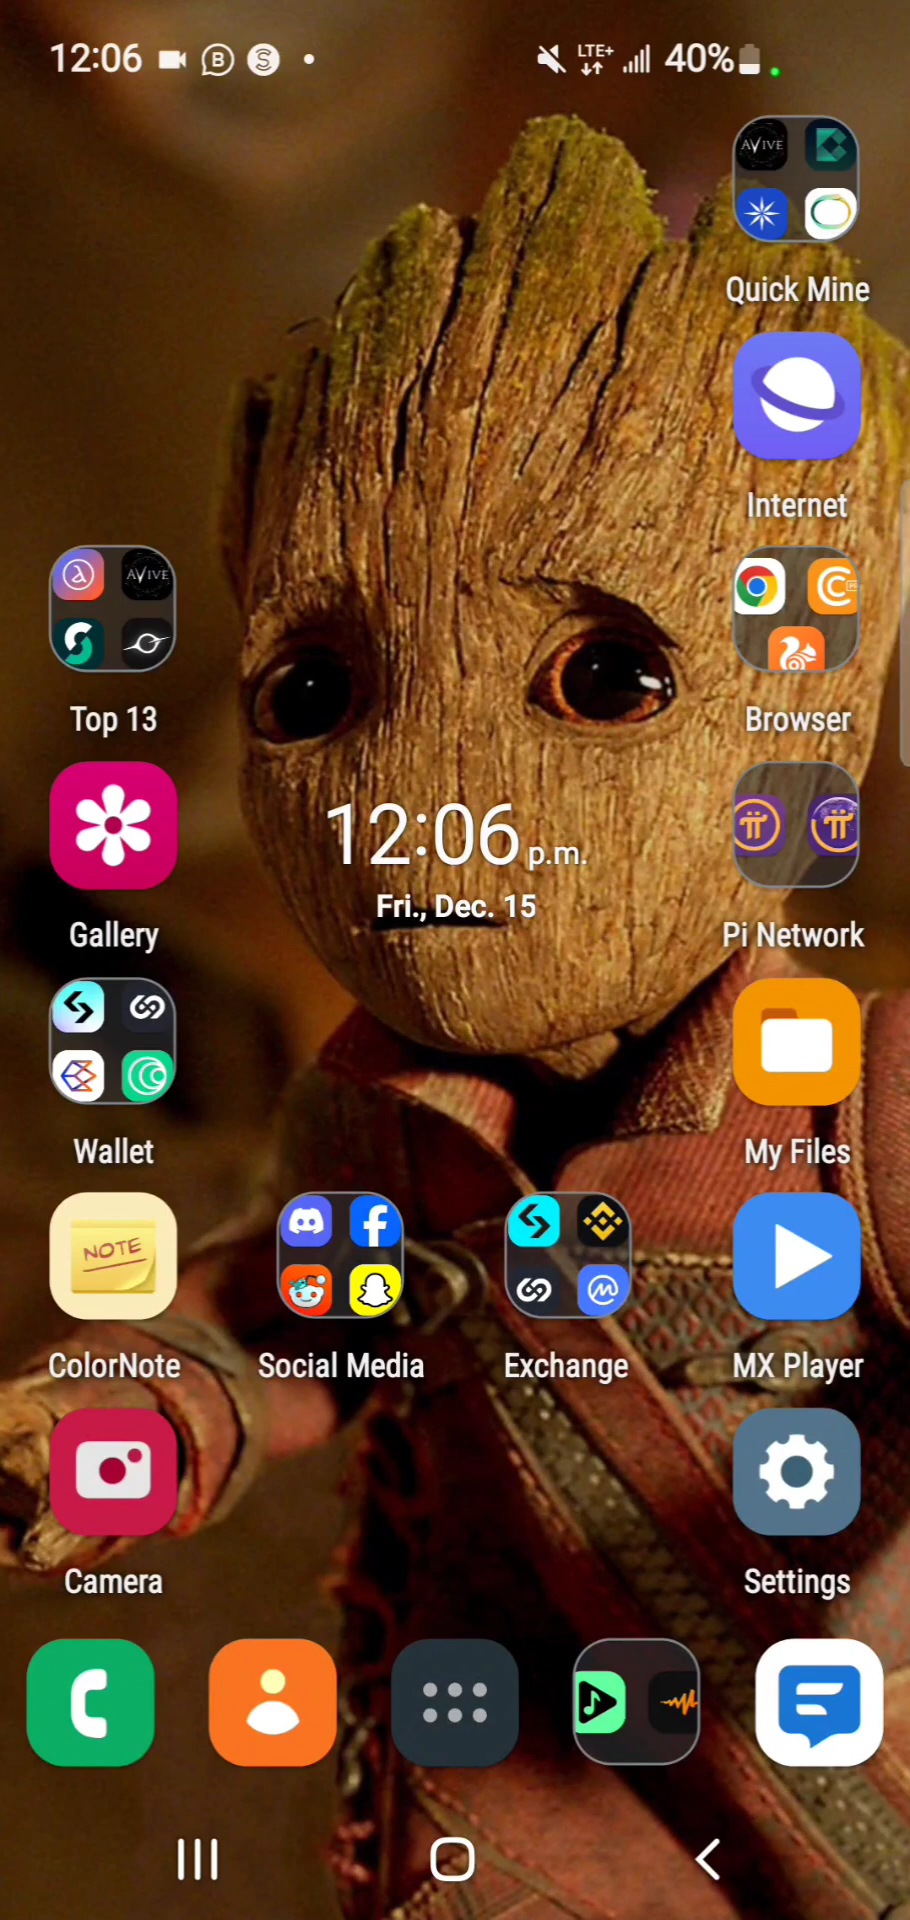 12:06
LTE+
40%
AVIVE
Quick Mine
Internet
AVIVE
Top 13
Browser
12:06 p.m.
Fri., Dec. 15
Gallery
Pi Network
Wallet
My Files
NOTE
ColorNote
Social Media
Exchange
MX Player
Camera
Settings